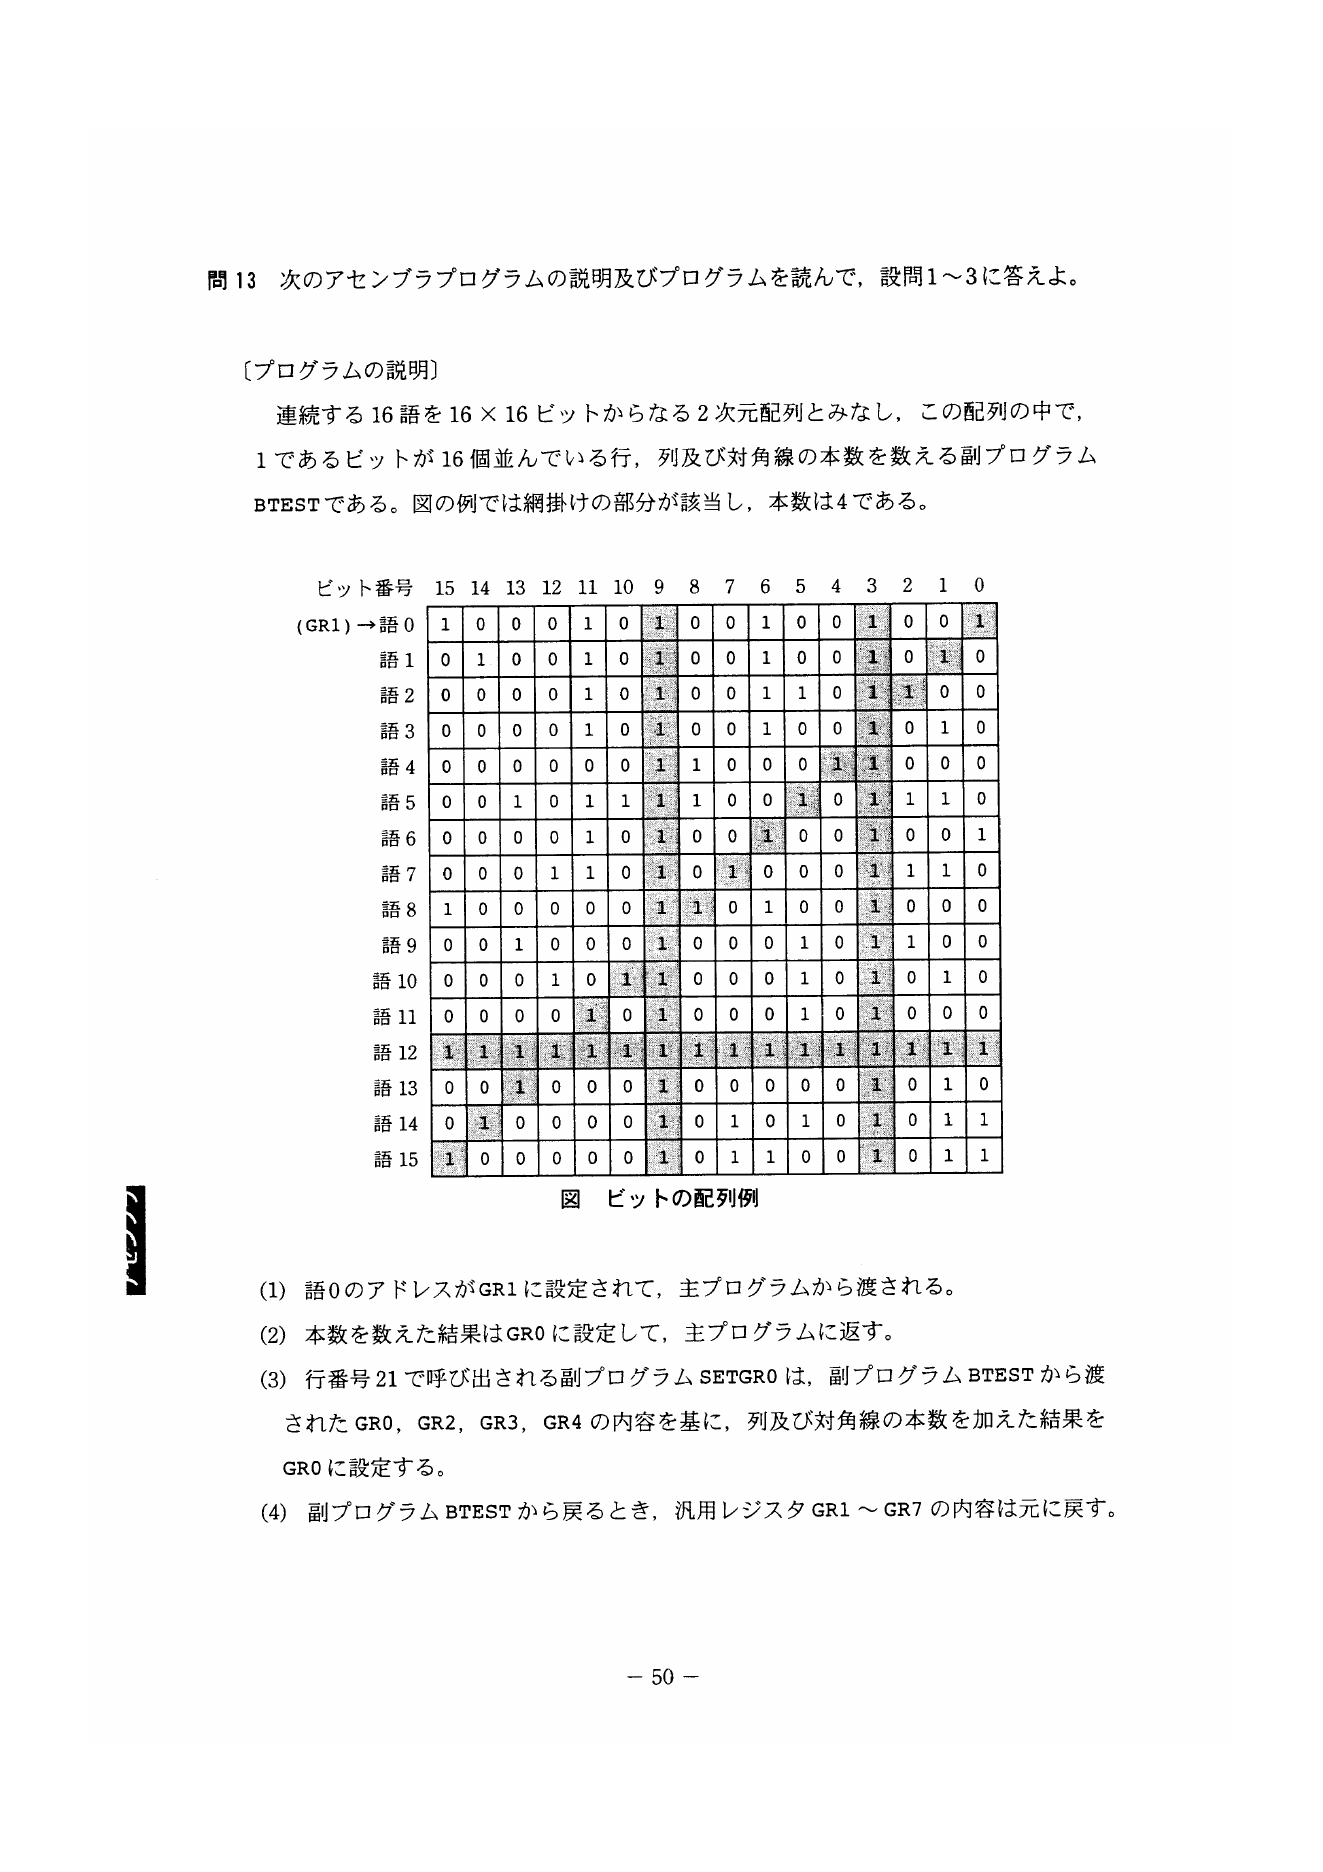 問13 次のアセンブラプログラムの説明及びプログラムを読んで，設問1～3に答えよ。
〔プログラムの説明〕
連続する16語を16×16ビットからなる2次元配列とみなし，この配列の中で，
1であるビットが16個並んでいる行，列及び対角線の本数を数える副プログラム
BTESTである。図の例では網掛けの部分が該当し，本数は4である。
ビット番号 15 14 13 12 11 10 9 8 7 6 5 4 3 2 1 0
(GR1)→語0 1 0 0 0 1 0 1 0 0 1 0 0 1 0 0 1
語1 0 1 0 0 1 0 1 0 0 1 0 0 1 0 1 0
語2 0 0 0 0 1 0 1 0 0 1 1 0 1 1 0 0
語3 0 0 0 0 1 0 1 0 0 1 0 0 1 0 1 0
語4 0 0 0 0 0 0 1 1 0 0 0 1 1 0 0 0
語5 0 0 1 0 1 1 1 1 0 0 1 0 1 1 1 0
語6 0 0 0 0 1 0 1 0 0 1 0 0 1 0 0 1
語7 0 0 0 1 1 0 1 0 1 0 0 0 1 1 1 0
語8 1 0 0 0 0 0 1 1 0 1 0 0 1 0 0 0
語9 0 0 1 0 0 0 1 0 0 0 1 0 1 1 0 0
語10 0 0 0 1 0 1 1 0 0 0 1 0 1 0 1 0
語11 0 0 0 0 1 0 1 0 0 0 1 0 1 0 0 0
語12 1 1 1 1 1 1 1 1 1 1 1 1 1 1 1 1
語13 0 0 1 0 0 0 1 0 0 0 0 0 1 0 1 0
語14 0 1 0 0 0 0 1 0 1 0 1 0 1 0 1 1
語15 1 0 0 0 0 0 1 0 1 1 0 0 1 0 1 1
図 ビットの配列例
(1) 語0のアドレスがGR1に設定されて，主プログラムから渡される。
(2) 本数を数えた結果はGR0に設定して，主プログラムに返す。
(3) 行番号21で呼び出される副プログラムSETGR0は，副プログラムBTESTから渡
されたGR0，GR2，GR3，GR4の内容を基に，列及び対角線の本数を加えた結果を
GR0に設定する。
(4) 副プログラムBTESTから戻るとき，汎用レジスタGR1～GR7の内容は元に戻す。
－ 50 －